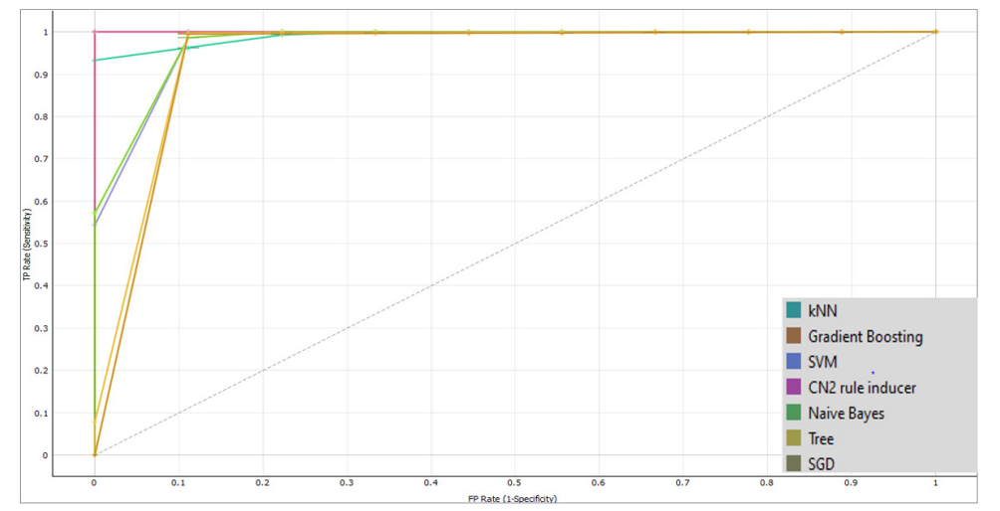 1
0.9
0.8
0.7
0.6
0.5
0.4
0.3
0.2
0.1
0
TP Rate (Sensitivity)
0 0.1 0.2 0.3 0.4 0.5 0.6 0.7 0.8 0.9 1
FP Rate (1-Specificity)
kNN
Gradient Boosting
SVM
CN2 rule inducer
Naive Bayes
Tree
SGD